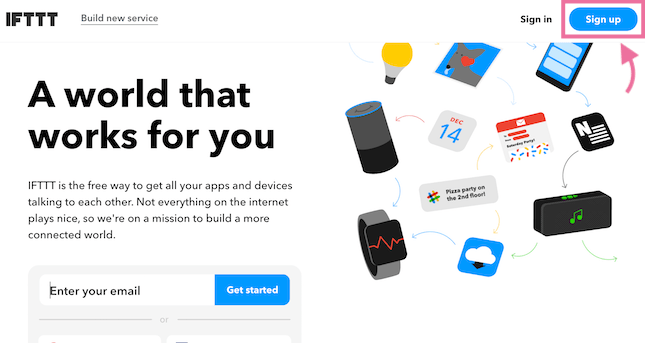 IFTTT
Build new service
Sign in
Sign up
A world that
works for you
IFTTT is the free way to get all your apps and devices
talking to each other. Not everything on the internet
plays nice, so we're on a mission to build a more
connected world.
Enter your email
Get started
or
DEC
14
Saturday Party!
N
Pizza party on
the 2nd floor!